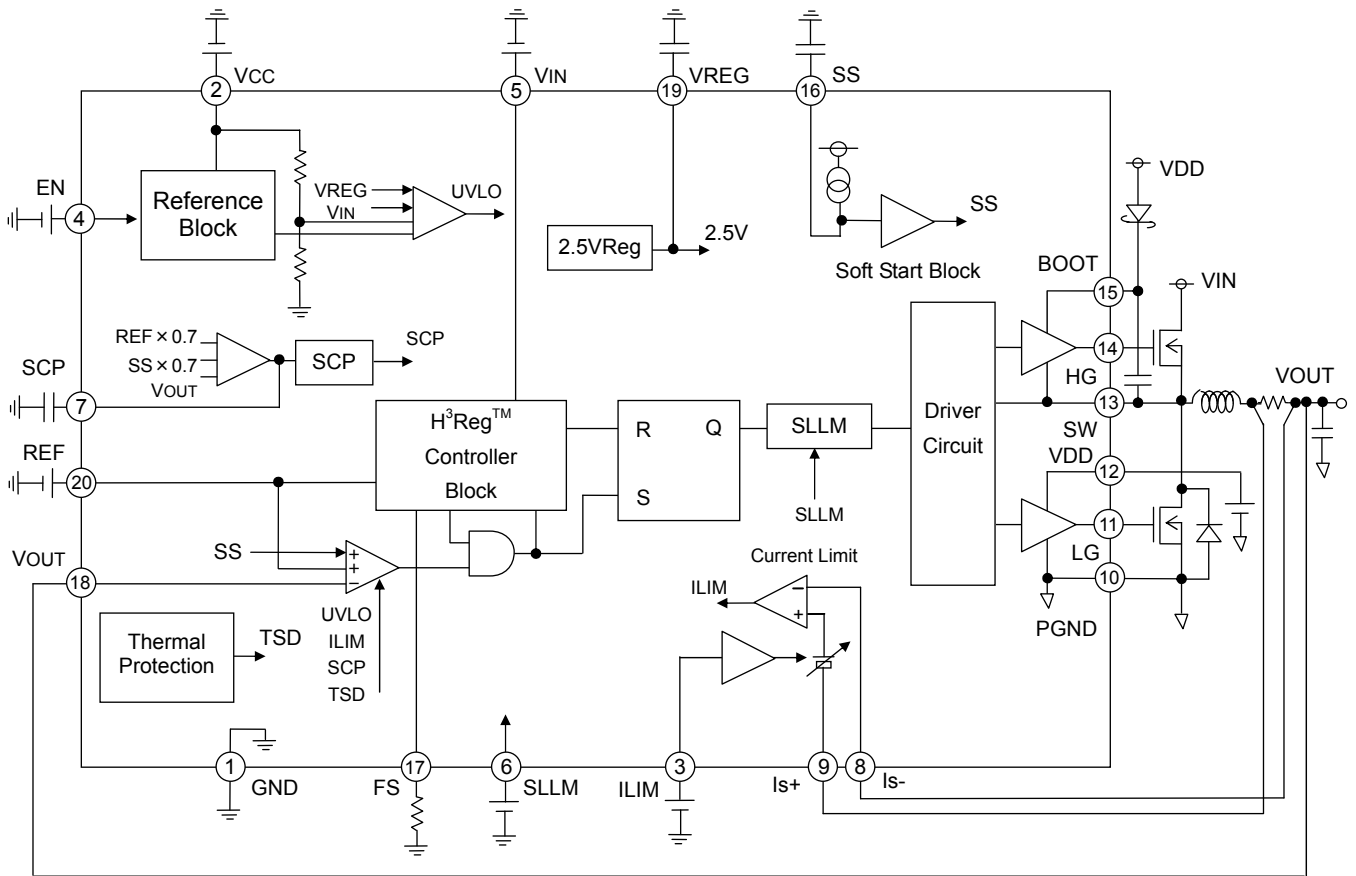 VCC
2
VIN
5
VREG
19
SS
16
EN
4
Reference
Block
VREG
VIN
UVLO
2.5VReg
2.5V
SS
Soft Start Block
VDD
BOOT
15
VIN
14
HG
REF × 0.7
SS × 0.7
VOUT
SCP
SCP
SCP
7
H³Reg™
Controller
Block
R
Q
S
SLLM
SLLM
Driver
Circuit
13
SW
VOUT
VDD
12
11
LG
10
PGND
REF
20
VOUT
18
SS
+
+
−
UVLO
ILIM
SCP
TSD
Thermal
Protection
TSD
Current Limit
ILIM
−
+
1
GND
17
FS
6
SLLM
3
ILIM
9
Is+
8
Is-